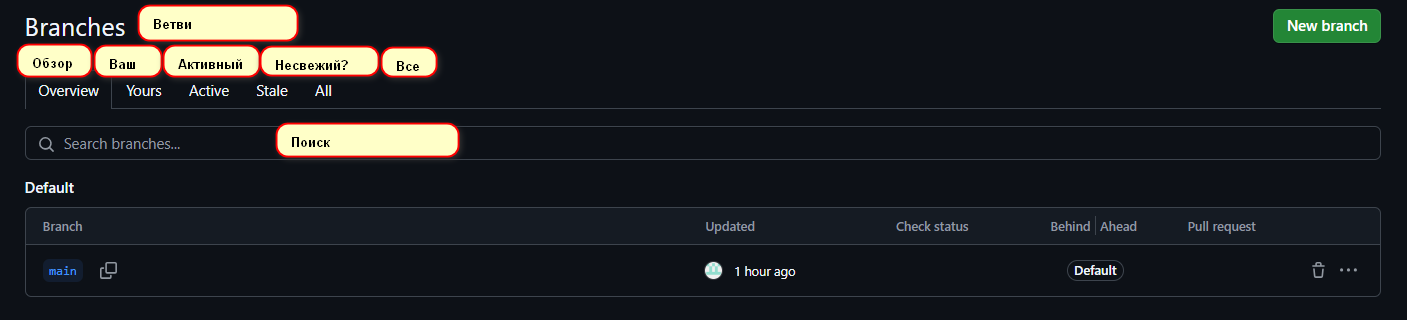 Branches
Ветви
New branch
Обзор
Ваш
Активный
Несвежий?
Все
Overview
Yours
Active
Stale
All
Search branches...
Поиск
Default
Branch
Updated
Check status
Behind
Ahead
Pull request
main
1 hour ago
Default